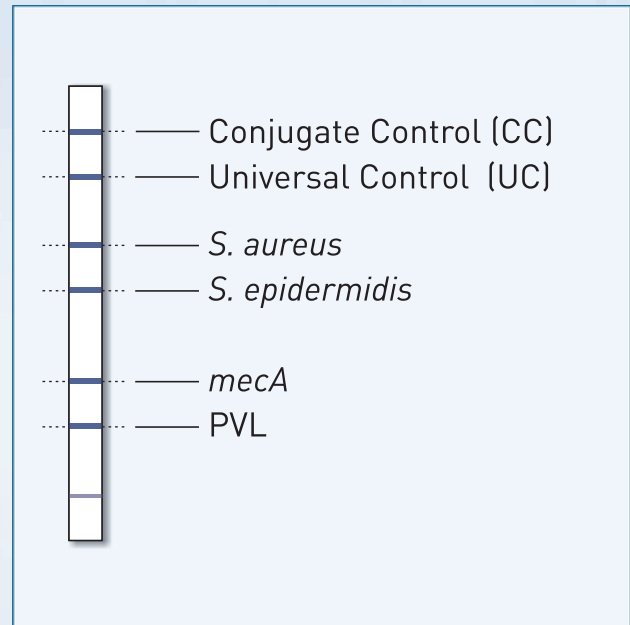 Conjugate Control (CC)
Universal Control (UC)
S. aureus
S. epidermidis
mecA
PVL